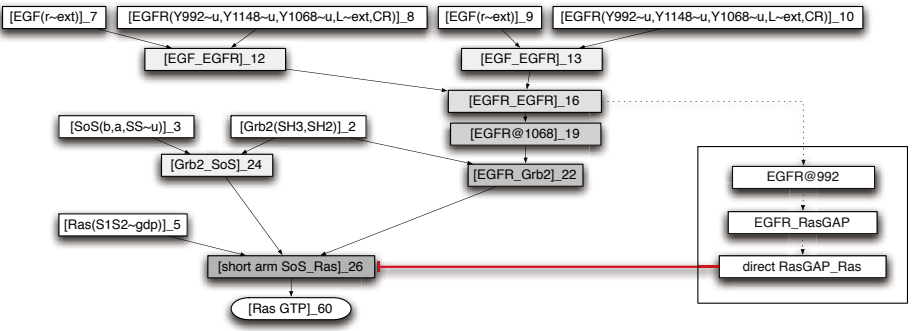 [EGF(r~ext)]_7
[EGFR(Y992~u,Y1148~u,Y1068~u,L~ext,CR)]_8
[EGF(r~ext)]_9
[EGFR(Y992~u,Y1148~u,Y1068~u,L~ext,CR)]_10
[EGF_EGFR]_12
[EGF_EGFR]_13
[EGFR_EGFR]_16
[SoS(b,a,SS~u)]_3
[Grb2(SH3,SH2)]_2
[EGFR@1068]_19
[Grb2_SoS]_24
[EGFR_Grb2]_22
EGFR@992
[Ras(S1S2~gdp)]_5
EGFR_RasGAP
[short arm SoS_Ras]_26
direct RasGAP_Ras
[Ras GTP]_60